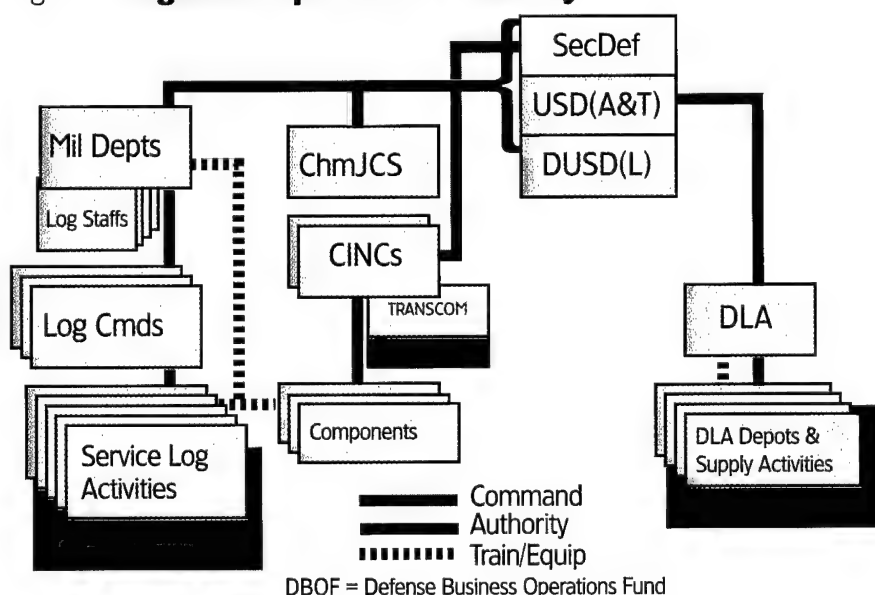 SecDef
USD(A&T)
DUSD(L)
Mil Depts
Log Staffs
ChmJCS
CINCs
TRANSCOM
Log Cmds
DLA
Service Log
Activities
Components
DLA Depots &
Supply Activities
Command
Authority
Train/Equip
DBOF = Defense Business Operations Fund